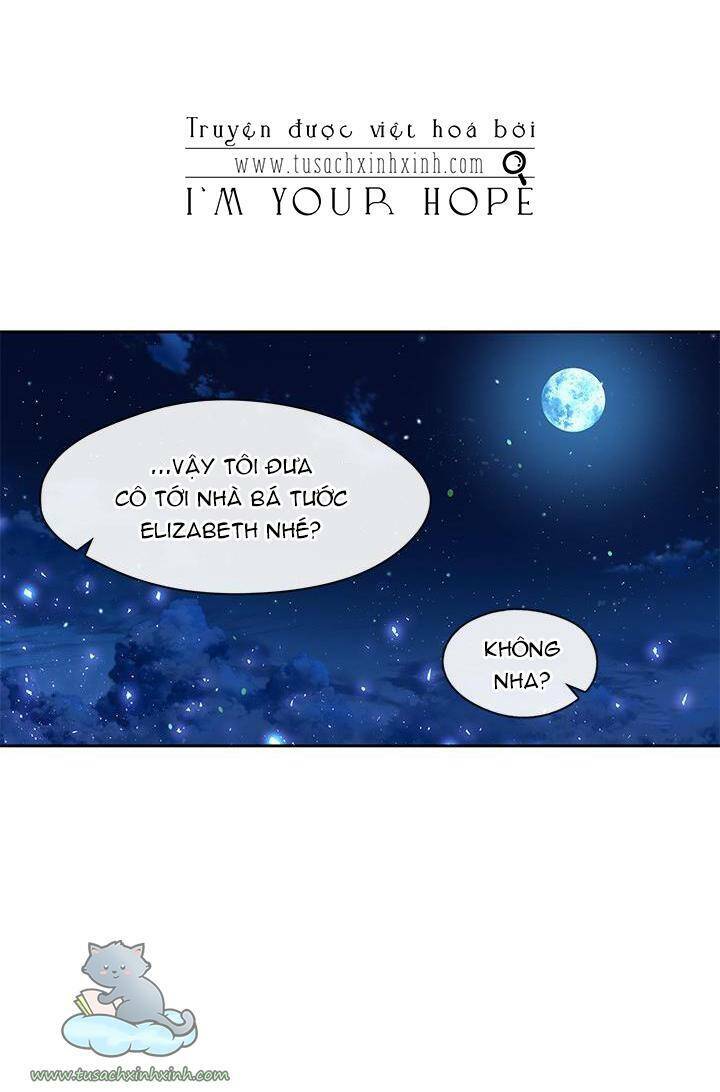 Truyện được việt hoá bởi
www.tusachxinhxinh.com
I'M YOUR HOPE
...VẬY TÔI ĐƯA
CÔ TỚI NHÀ BÁ TƯỚC
ELIZABETH NHÉ?
KHÔNG
NHA?
www.tusachxinhxinh.com